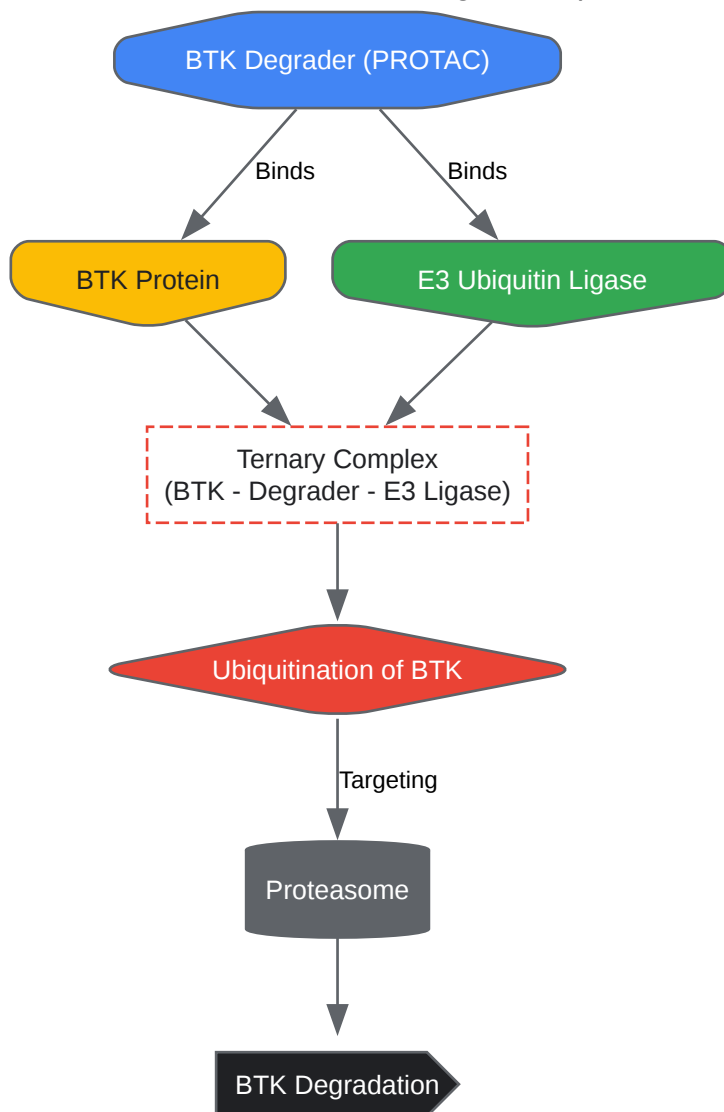 BTK Degrader (PROTAC)
Binds
Binds
BTK Protein
E3 Ubiquitin Ligase
Ternary Complex
(BTK - Degrader - E3 Ligase)
Ubiquitination of BTK
Targeting
Proteasome
BTK Degradation